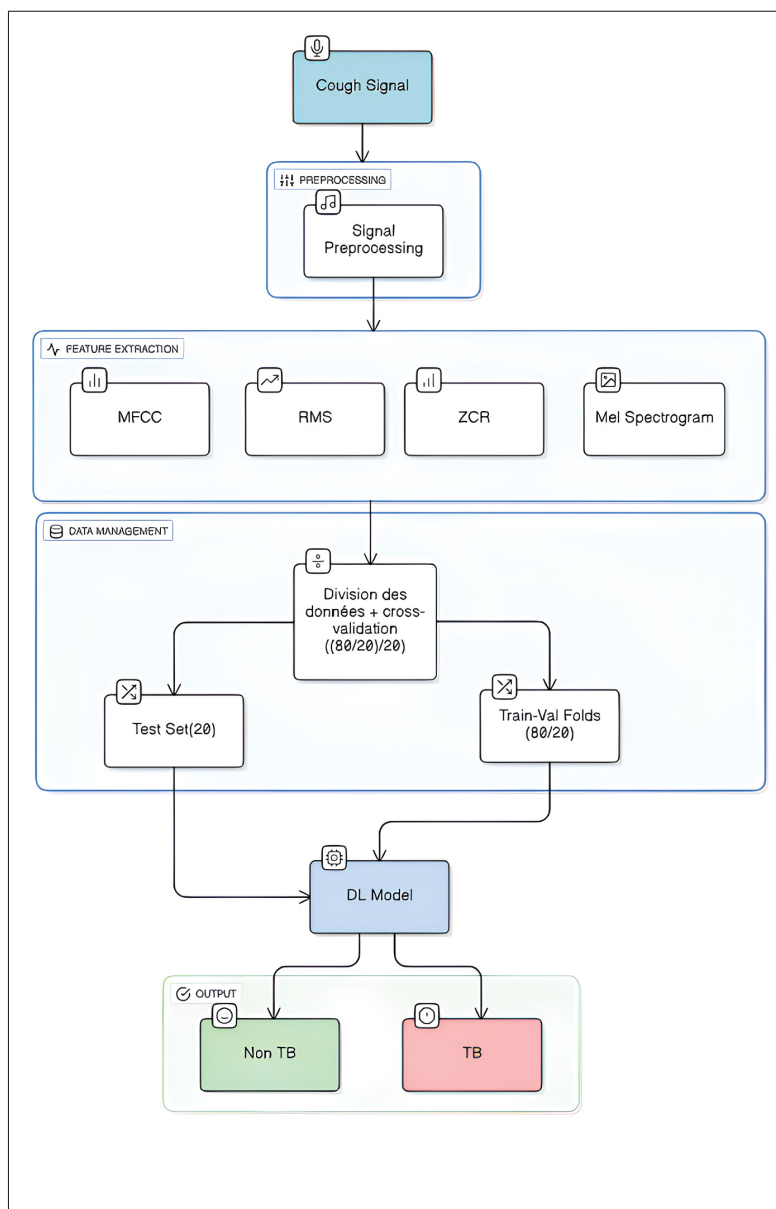 Cough Signal
PREPROCESSING
Signal
Preprocessing
FEATURE EXTRACTION
MFCC
RMS
ZCR
Mel Spectrogram
DATA MANAGEMENT
Division des
données + cross-
validation
((80/20)/20)
Test Set(20)
Train-Val Folds
(80/20)
DL Model
OUTPUT
Non TB
TB